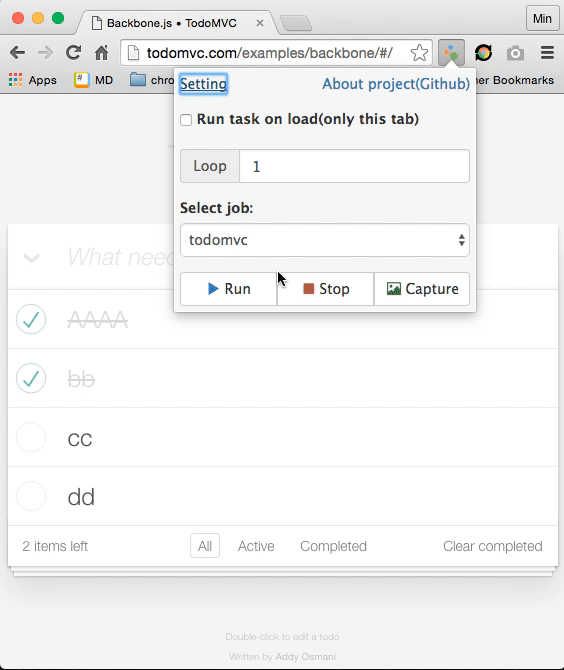 Backbone.js • TodoMVC
Min
todomvc.com/examples/backbone/#/
Apps
MD
chro
her Bookmarks
Setting
About project(Github)
Run task on load(only this tab)
Loop
1
Select job:
todomvc
Run
Stop
Capture
What need
AAAA
bb
cc
dd
2 items left
All
Active
Completed
Clear completed
Double-click to edit a todo
Written by Addy Osmani